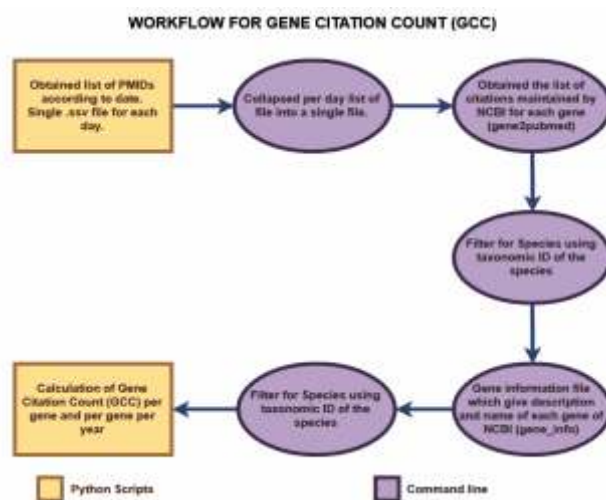 WORKFLOW FOR GENE CITATION COUNT (GCC)
Obtained list of PMIDs
according to date.
Single .ssv file for each
day.
Collapsed per day list of
file into a single file.
Obtained the list of
citations maintained by
NCBI for each gene
(gene2pubmed)
Filter for Species using
taxonomic ID of the
species
Gene information file
which give description
and name of each gene of
NCBI (gene_info)
Filter for Species using
taxonomic ID of the
species
Calculation of Gene
Citation Count (GCC) per
gene and per gene per
year
Python Scripts
Command line